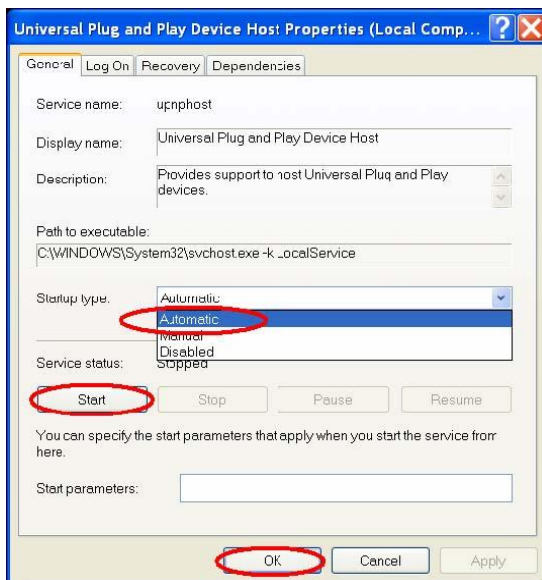 Universal Plug and Play Device Host Properties (Local Comp...
General Log On Recovery Dependencies
Service name: upnphost
Display name: Universal Plug and Play Device Host
Description: Provides support to host Universal Plug and Play
devices.
Path to executable:
C:\WINDOWS\System32\svchost.exe -k LocalService
Startup type: Automatic
Automatic
Manual
Disabled
Service status: Stopped
Start Stop Pause Resume
You can specify the start parameters that apply when you start the service from
here.
Start parameters:
OK Cancel Apply